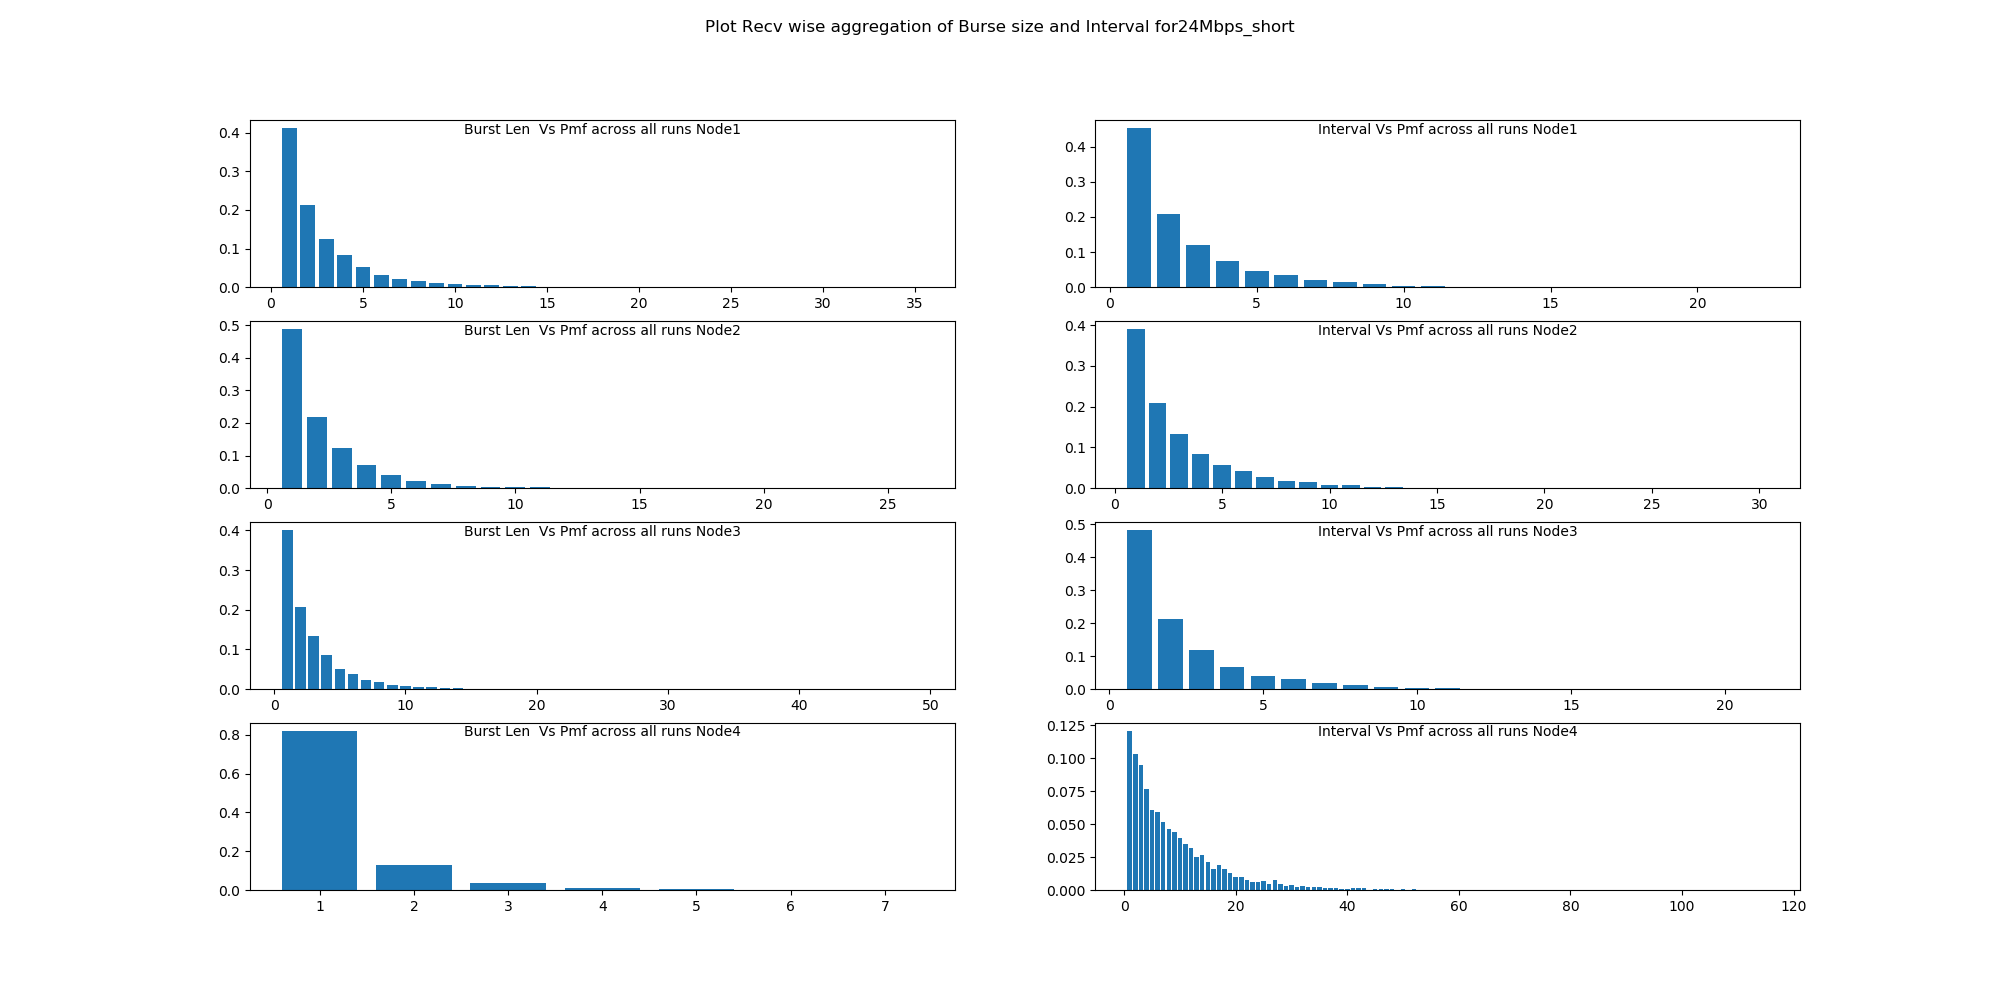 Plot Recv wise aggregation of Burse size and Interval for24Mbps_short
Burst Len  Vs Pmf across all runs Node1
0.4
0.3
0.2
0.1
0.0
0 5 10 15 20 25 30 35
Interval Vs Pmf across all runs Node1
0.4
0.3
0.2
0.1
0.0
0 5 10 15 20
Burst Len  Vs Pmf across all runs Node2
0.5
0.4
0.3
0.2
0.1
0.0
0 5 10 15 20 25
Interval Vs Pmf across all runs Node2
0.4
0.3
0.2
0.1
0.0
0 5 10 15 20 25 30
Burst Len  Vs Pmf across all runs Node3
0.4
0.3
0.2
0.1
0.0
0 10 20 30 40 50
Interval Vs Pmf across all runs Node3
0.5
0.4
0.3
0.2
0.1
0.0
0 5 10 15 20
Burst Len  Vs Pmf across all runs Node4
0.8
0.6
0.4
0.2
0.0
1 2 3 4 5 6 7
Interval Vs Pmf across all runs Node4
0.125
0.100
0.075
0.050
0.025
0.000
0 20 40 60 80 100 120